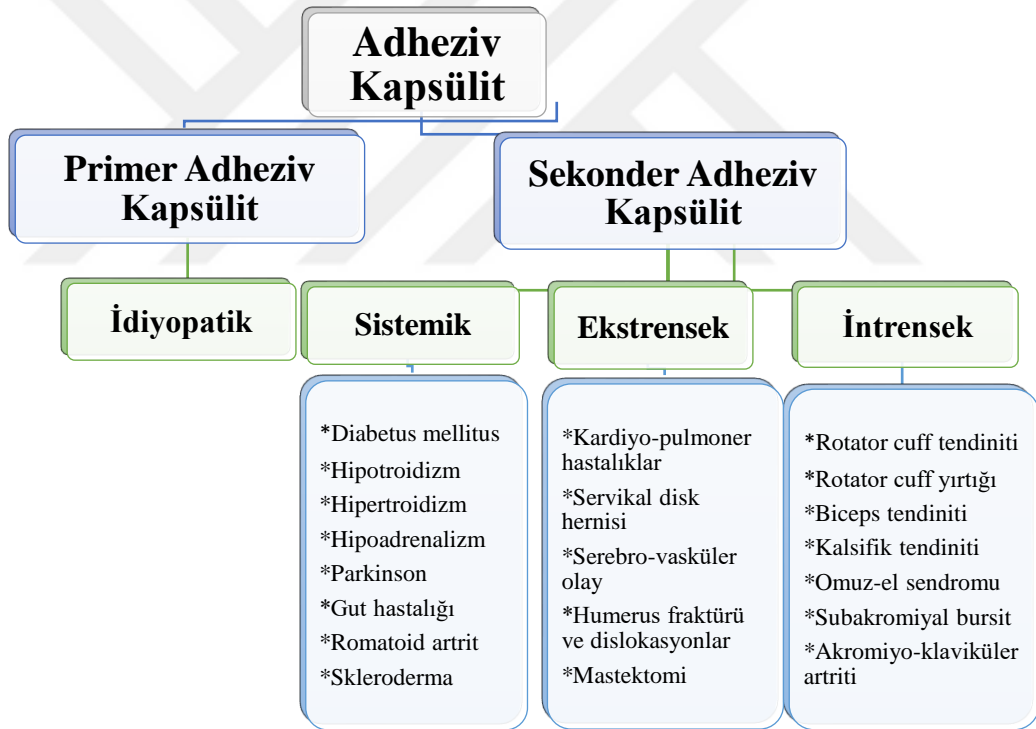 Adheziv
Kapsülit
Primer Adheziv
Kapsülit
Sekonder Adheziv
Kapsülit
İdiyopatik
Sistemik
Ekstrensek
İntrensek
*Diabetus mellitus
*Hipotroidizm
*Hipertroidizm
*Hipoadrenalizm
*Parkinson
*Gut hastalığı
*Romatoid artrit
*Skleroderma
*Kardiyo-pulmoner
hastalıklar
*Servikal disk
hernisi
*Serebro-vasküler
olay
*Humerus fraktürü
ve dislokasyonlar
*Mastektomi
*Rotator cuff tendiniti
*Rotator cuff yırtığı
*Biceps tendiniti
*Kalsifik tendiniti
*Omuz-el sendromu
*Subakromiyal bursit
*Akromiyo-klaviküler
artriti